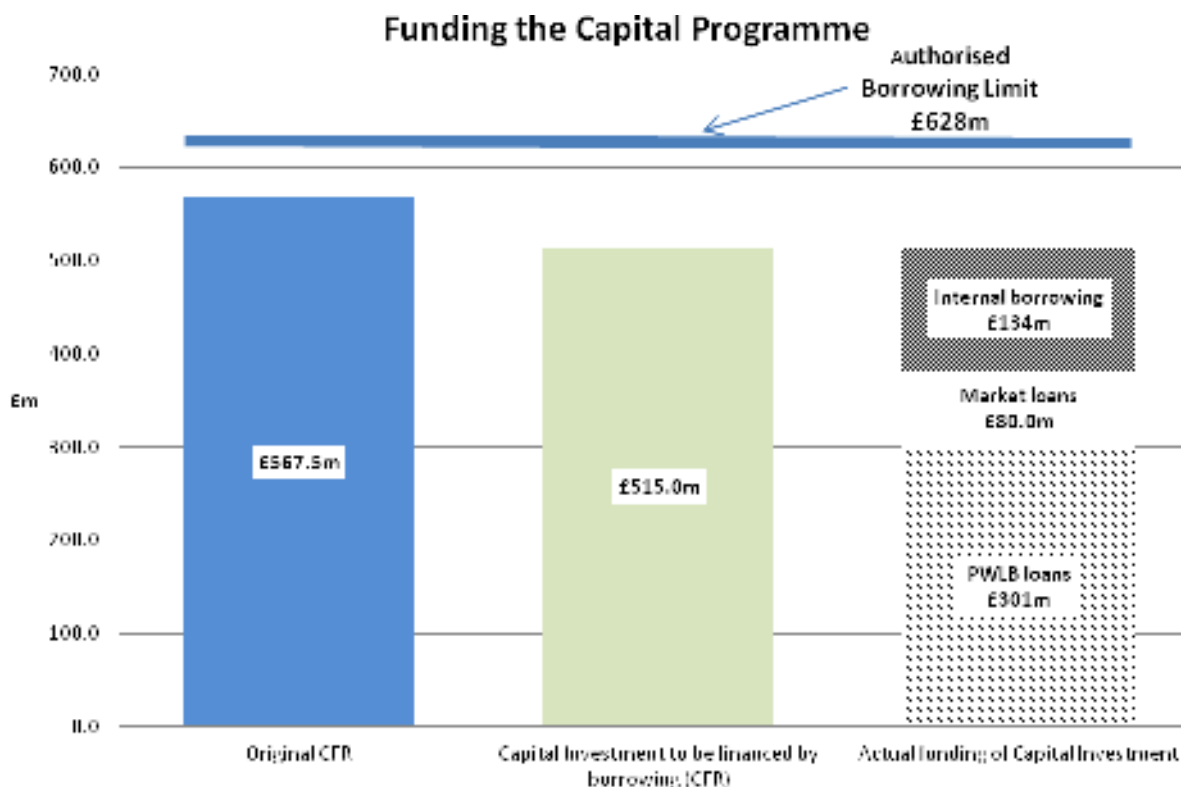 Funding the Capital Programme
Authorised
Borrowing Limit
£628m
700.0
600.0
500.0
400.0
300.0
200.0
100.0
0.0
£m
£567.5m
£515.0m
Internal borrowing
£134m
Market loans
£80.0m
PWLB loans
£301m
Original CFR
Capital Investment to be financed by
borrowing (CFR)
Actual funding of Capital Investment